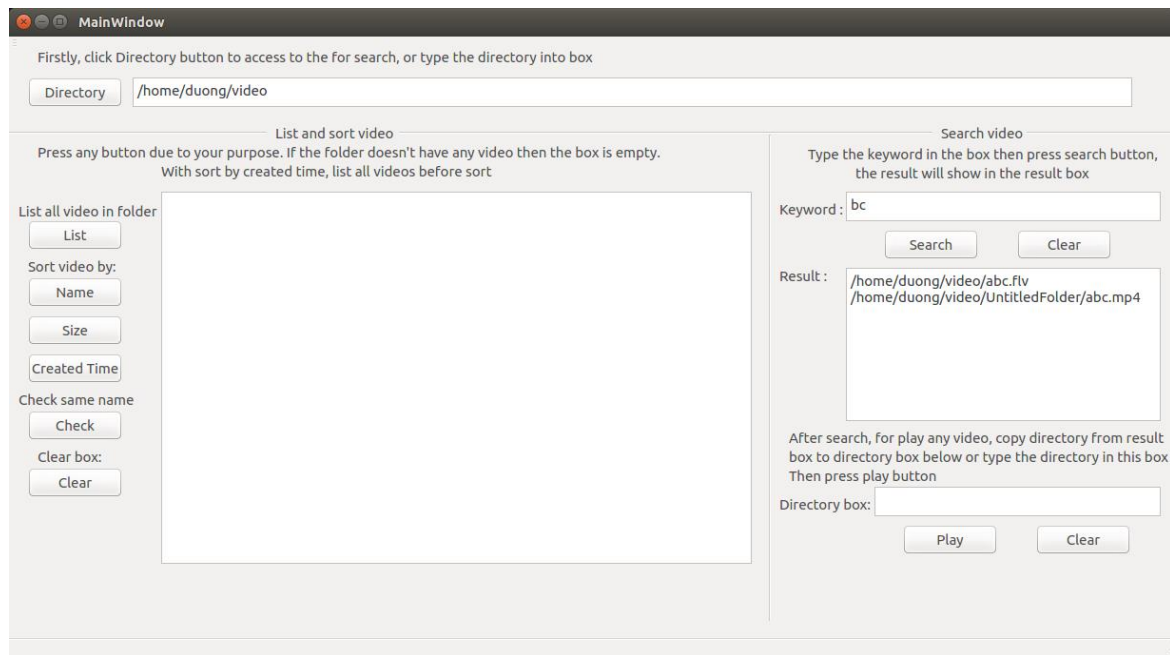 MainWindow
Firstly, click Directory button to access to the for search, or type the directory into box
Directory
/home/duong/video
List and sort video
Press any button due to your purpose. If the folder doesn't have any video then the box is empty.
With sort by created time, list all videos before sort
List all video in folder
List
Sort video by:
Name
Size
Created Time
Check same name
Check
Clear box:
Clear
Search video
Type the keyword in the box then press search button,
the result will show in the result box
Keyword :
bc
Search
Clear
Result :
/home/duong/video/abc.flv
/home/duong/video/UntitledFolder/abc.mp4
After search, for play any video, copy directory from result
box to directory box below or type the directory in this box
Then press play button
Directory box:
Play
Clear